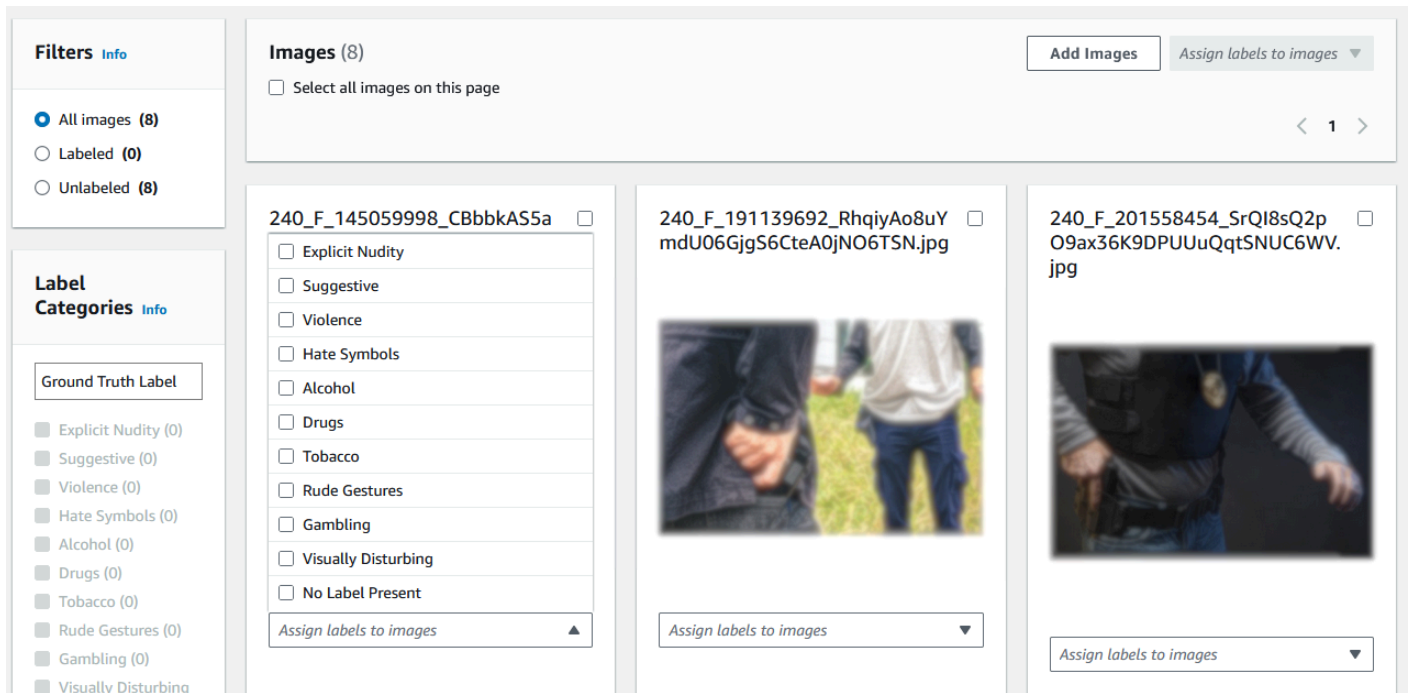 Filters Info
All images (8)
Labeled (0)
Unlabeled (8)
Label
Categories Info
Ground Truth Label
Explicit Nudity (0)
Suggestive (0)
Violence (0)
Hate Symbols (0)
Alcohol (0)
Drugs (0)
Tobacco (0)
Rude Gestures (0)
Gambling (0)
Visually Disturbing
Images (8)
Add Images
Assign labels to images
Select all images on this page
1
240_F_145059998_CBbbkAS5a
Explicit Nudity
Suggestive
Violence
Hate Symbols
Alcohol
Drugs
Tobacco
Rude Gestures
Gambling
Visually Disturbing
No Label Present
Assign labels to images
240_F_191139692_RhqiyAo8uY
mdU06GjgS6CteA0jNO6TSN.jpg
Assign labels to images
240_F_201558454_SrQI8sQ2p
O9ax36K9DPUUuQqtSNUC6WV.
jpg
Assign labels to images